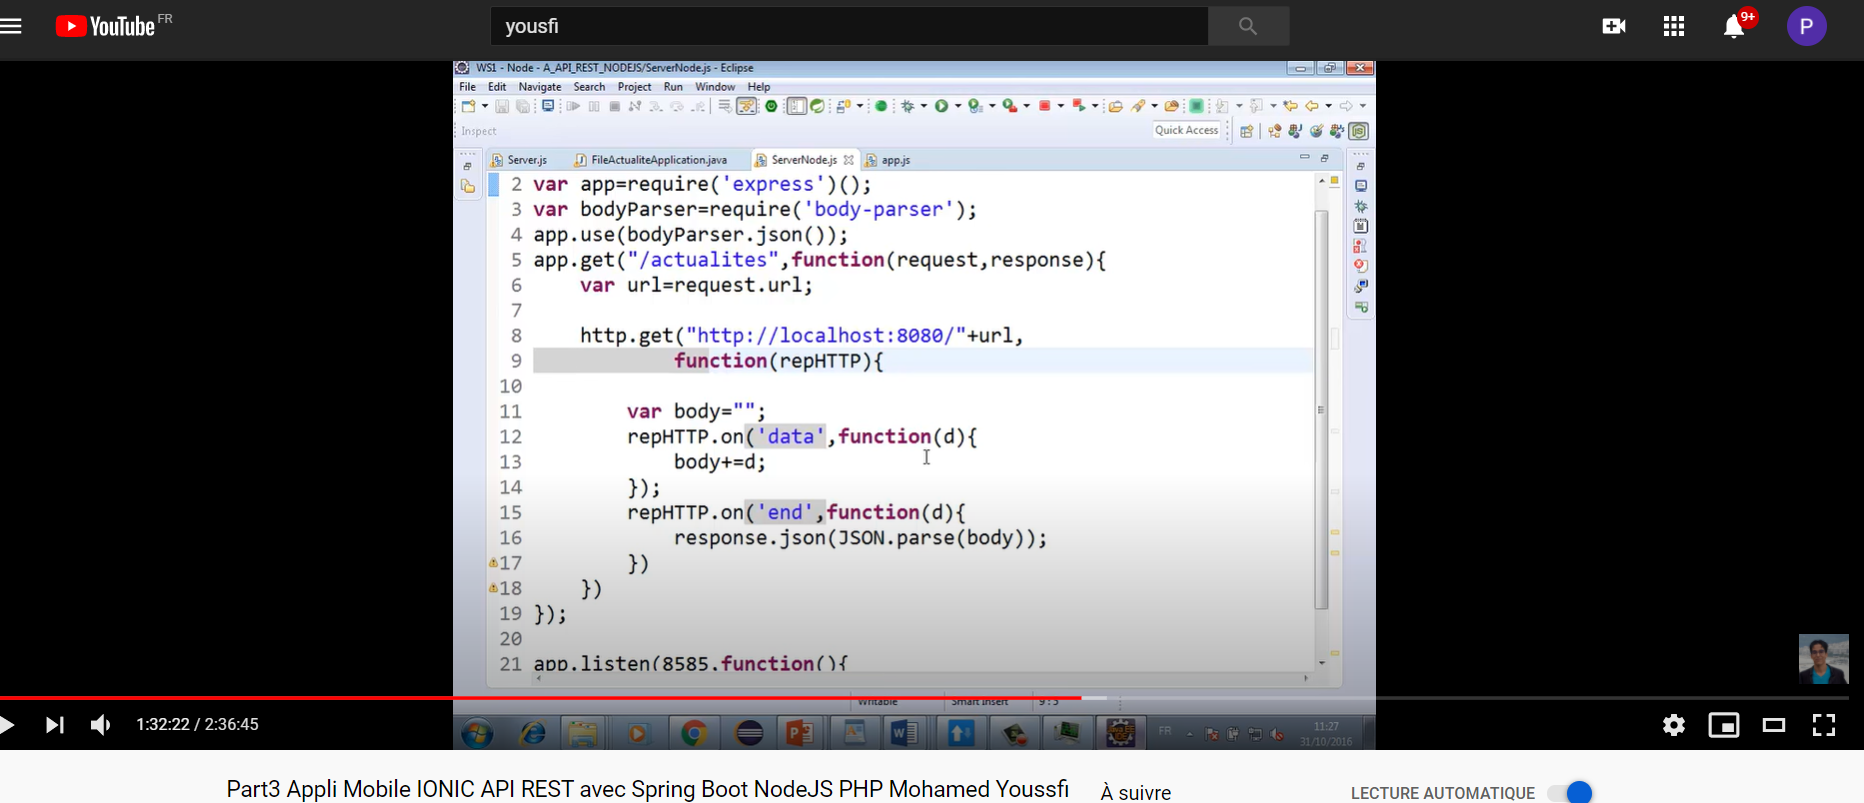 YouTube FR
yousfi
9+
P
WS1 - Node - A_API_REST_NODEJS/ServerNode.js - Eclipse
File Edit Navigate Search Project Run Window Help
Inspect
Quick Access
Server.js FileActualiteApplication.java ServerNode.js app.js
2 var app=require('express')();
3 var bodyParser=require('body-parser');
4 app.use(bodyParser.json());
5 app.get("/actualites",function(request,response){
6 var url=request.url;
7
8 http.get("http://localhost:8080/"+url,
9 function(repHTTP){
10
11 var body="";
12 repHTTP.on('data',function(d){
13 body+=d;
14 });
15 repHTTP.on('end',function(d){
16 response.json(JSON.parse(body));
17 })
18 })
19 });
20
21 app.listen(8585,function(){
Writable Smart Insert 9 : 5
1:32:22 / 2:36:45
FR
11:27
31/10/2016
Part3 Appli Mobile IONIC API REST avec Spring Boot NodeJS PHP Mohamed Youssfi
À suivre
LECTURE AUTOMATIQUE